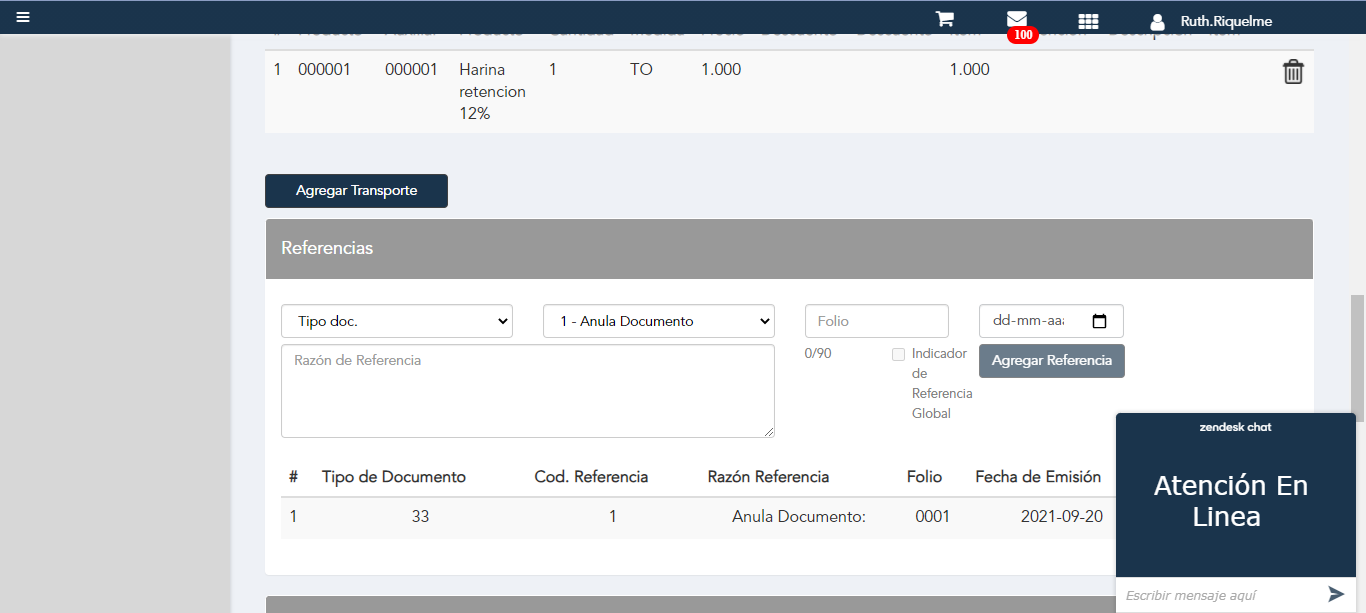 Ruth.Riquelme
100
1 000001 000001 Harina 1 TO 1.000 1.000
retencion
12%
Agregar Transporte
Referencias
Tipo doc. 1 - Anula Documento Folio dd-mm-aa
Razón de Referencia 0/90 Indicador Agregar Referencia
de
Referencia
Global
zendesk chat
# Tipo de Documento Cod. Referencia Razón Referencia Folio Fecha de Emisión
Atención En
Linea
1 33 1 Anula Documento: 0001 2021-09-20
Escribir mensaje aquí